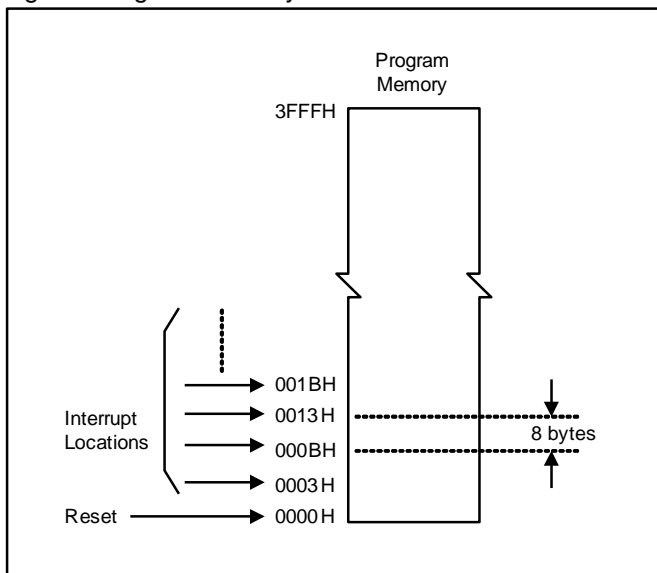 Program
Memory
3FFFH
001BH
0013H
8 bytes
Interrupt
Locations
000BH
0003H
Reset
0000H